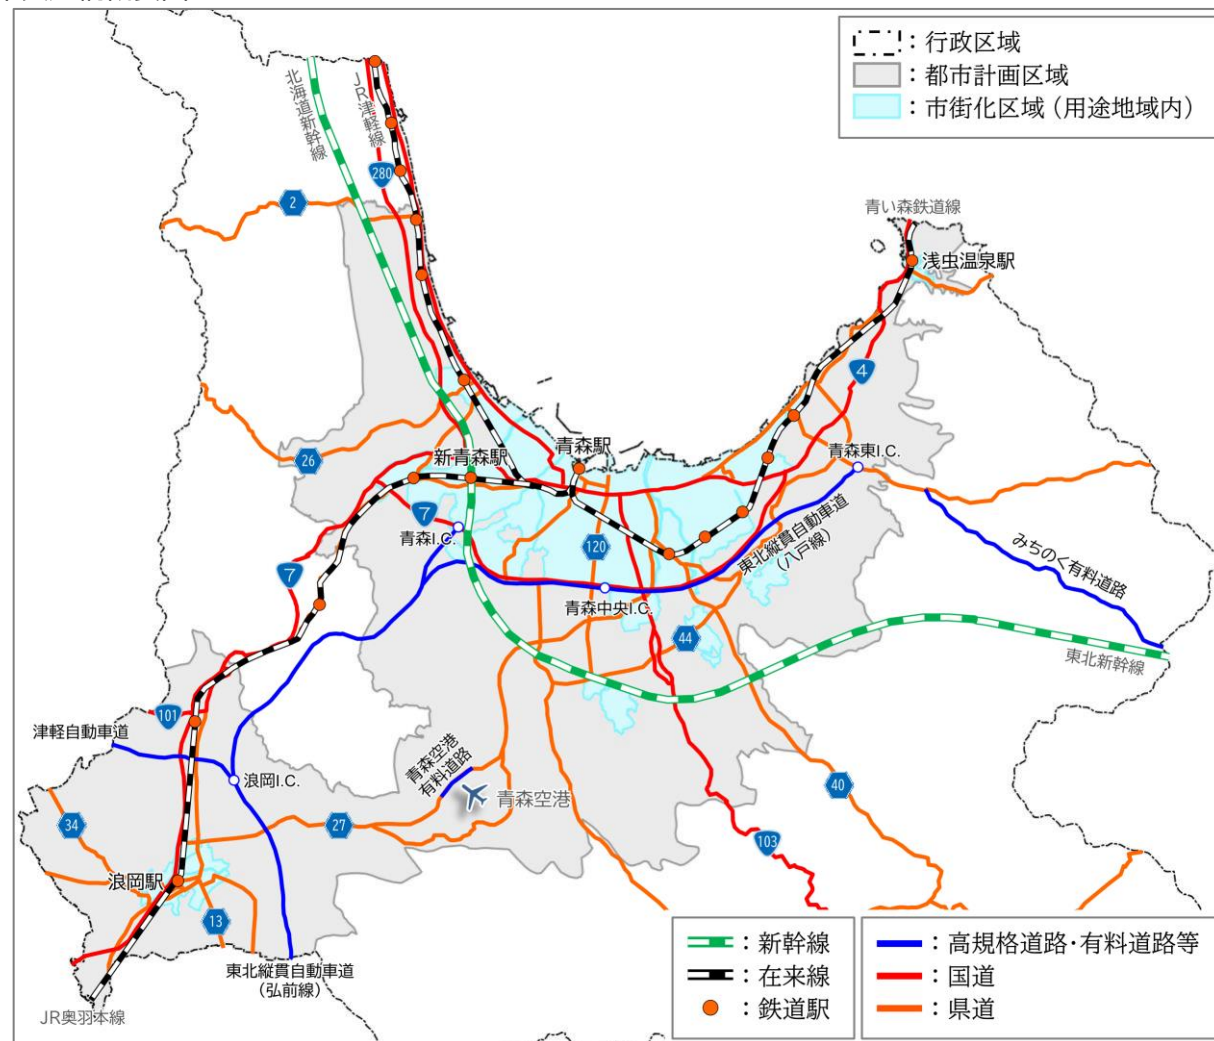 ：行政区域
：都市計画区域
：市街化区域（用途地域内）
北海道新幹線
JR津軽線
280
2
青い森鉄道線
浅虫温泉駅
4
26
新青森駅
青森駅
青森東I.C.
7
青森I.C.
120
東北縦貫自動車道
（八戸線）
みちのく有料道路
7
青森中央I.C.
44
東北新幹線
101
津軽自動車道
浪岡I.C.
青森空港
有料道路
青森空港
40
34
27
103
浪岡駅
13
東北縦貫自動車道
（弘前線）
JR奥羽本線
：新幹線
：在来線
：鉄道駅
：高規格道路・有料道路等
：国道
：県道